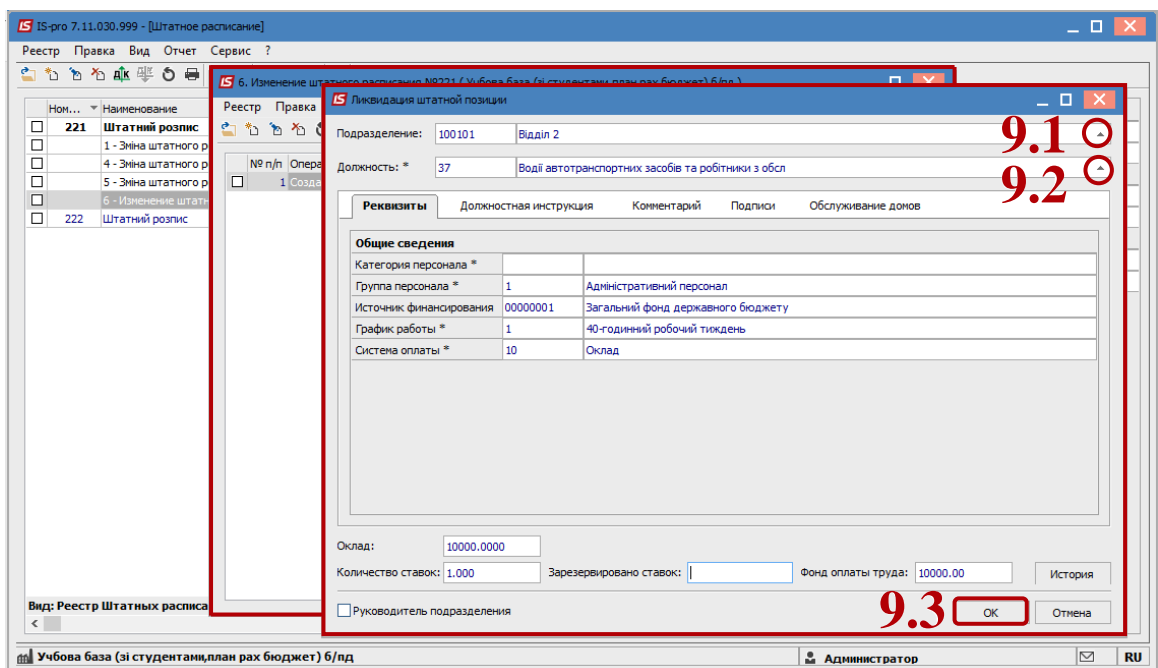 IS-pro 7.11.030.999 - [Штатное расписание]
Реестр Правка Вид Отчет Сервис ?
Ном... Наименование
221 Штатний розпис
1 - Зміна штатного р
4 - Зміна штатного р
5 - Зміна штатного р
6 - Изменение штатн
222 Штатний розпис
Вид: Реестр Штатных расписа
6. Изменение штатного расписания №221 ( Учбова база (зі студентами,план рах бюджет) б/пд )
Реестр Правка
№ п/п Опера
1 Созда
Ликвидация штатной позиции
Подразделение: 100101 Відділ 2
9.1
Должность: * 37 Водії автотранспортних засобів та робітники з обсл
9.2
Реквизиты Должностная инструкция Комментарий Подписи Обслуживание домов
Общие сведения
Категория персонала *
Группа персонала * 1 Адміністративний персонал
Источник финансирования 00000001 Загальний фонд державного бюджету
График работы * 1 40-годинний робочий тиждень
Система оплаты * 10 Оклад
Оклад: 10000.0000
Количество ставок: 1.000 Зарезервировано ставок: Фонд оплаты труда: 10000.00 История
Руководитель подразделения 9.3 OK Отмена
Учбова база (зі студентами,план рах бюджет) б/пд Администратор RU